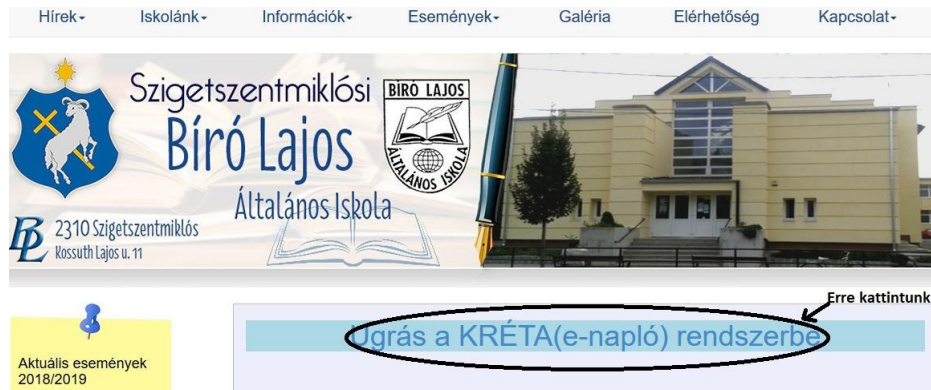 Hírek
Iskolánk
Információk
Események
Galéria
Elérhetőség
Kapcsolat
Szigetszentmiklósi
Bíró Lajos
Általános Iskola
BÍRÓ LAJOS
ÁLTALÁNOS ISKOLA
BL
2310 Szigetszentmiklós
Kossuth Lajos u. 11
Erre kattintunk
Ugrás a KRÉTA(e-napló) rendszerbe
Aktuális események
2018/2019